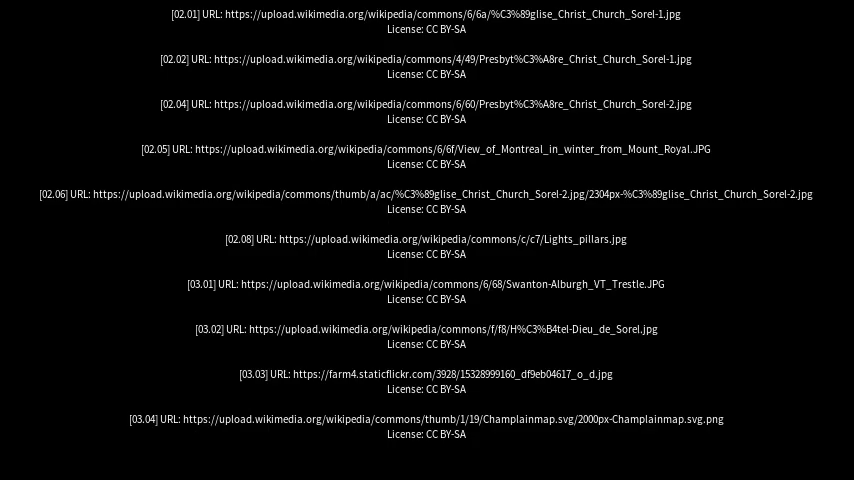 [02.01] URL: https://upload.wikimedia.org/wikipedia/commons/6/6a/%C3%89glise_Christ_Church_Sorel-1.jpg
License: CC BY-SA
[02.02] URL: https://upload.wikimedia.org/wikipedia/commons/4/49/Presbyt%C3%A8re_Christ_Church_Sorel-1.jpg
License: CC BY-SA
[02.04] URL: https://upload.wikimedia.org/wikipedia/commons/6/60/Presbyt%C3%A8re_Christ_Church_Sorel-2.jpg
License: CC BY-SA
[02.05] URL: https://upload.wikimedia.org/wikipedia/commons/6/6f/View_of_Montreal_in_winter_from_Mount_Royal.JPG
License: CC BY-SA
[02.06] URL: https://upload.wikimedia.org/wikipedia/commons/thumb/a/ac/%C3%89glise_Christ_Church_Sorel-2.jpg/2304px-%C3%89glise_Christ_Church_Sorel-2.jpg
License: CC BY-SA
[02.08] URL: https://upload.wikimedia.org/wikipedia/commons/c/c7/Lights_pillars.jpg
License: CC BY-SA
[03.01] URL: https://upload.wikimedia.org/wikipedia/commons/6/68/Swanton-Alburgh_VT_Trestle.JPG
License: CC BY-SA
[03.02] URL: https://upload.wikimedia.org/wikipedia/commons/f/f8/H%C3%B4tel-Dieu_de_Sorel.jpg
License: CC BY-SA
[03.03] URL: https://farm4.staticflickr.com/3928/15328999160_df9eb04617_o_d.jpg
License: CC BY-SA
[03.04] URL: https://upload.wikimedia.org/wikipedia/commons/thumb/1/19/Champlainmap.svg/2000px-Champlainmap.svg.png
License: CC BY-SA